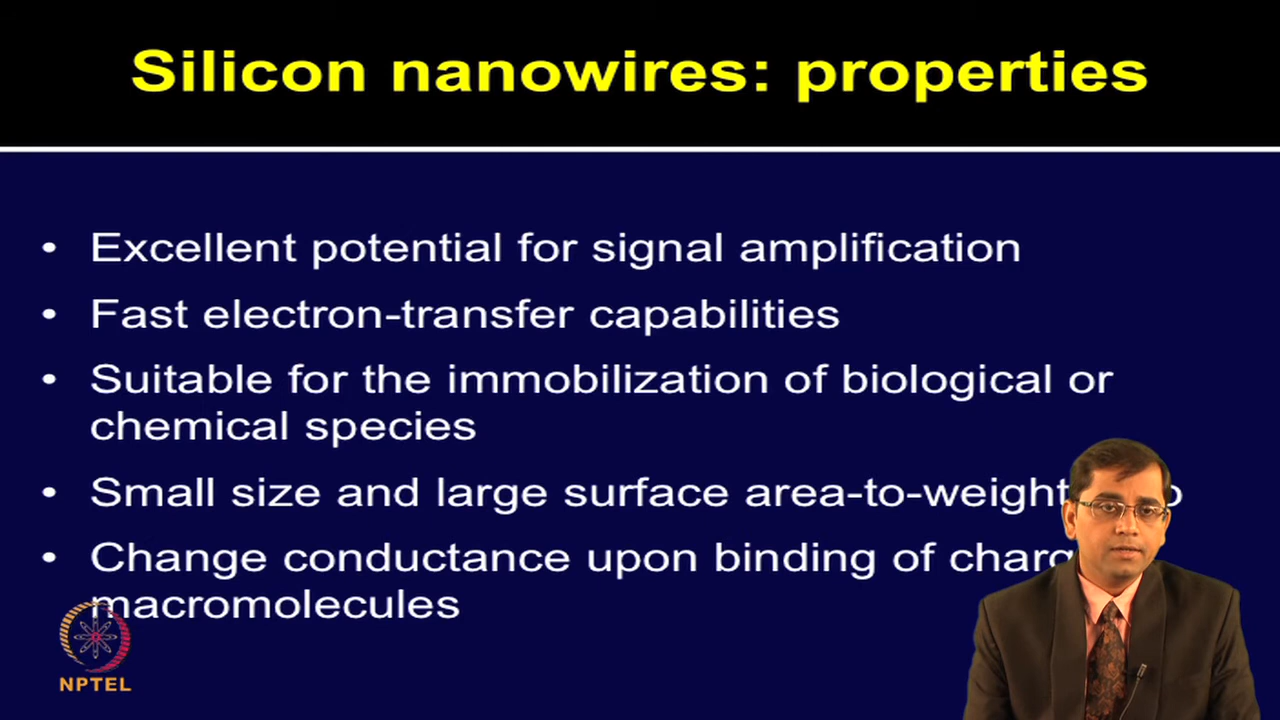 Silicon nanowires: properties
• Excellent potential for signal amplification
• Fast electron-transfer capabilities
• Suitable for the immobilization of biological or
chemical species
• Small size and large surface area-to-weight
• Change conductance upon binding of
macromolecules
NPTEL